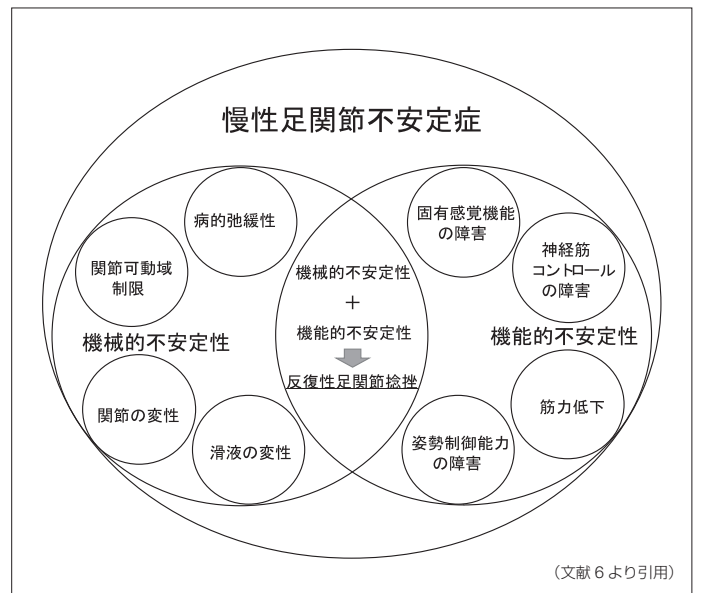 慢性足関節不安定症
病的弛緩性
関節可動域
制限
機械的不安定性
関節の変性
滑液の変性
機械的不安定性
+
機能的不安定性
反復性足関節捻挫
固有感覚機能
の障害
神経筋
コントロール
の障害
機能的不安定性
筋力低下
姿勢制御能力
の障害
（文献6より引用）